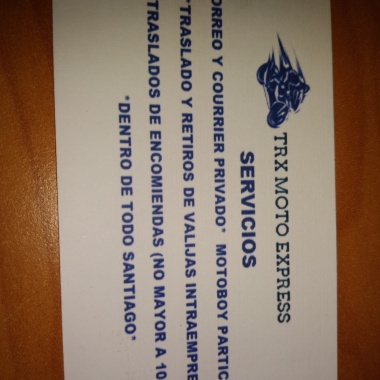 TRX MOTO EXPRESS
SERVICIOS
ORREO Y COURRIER PRIVADO* MOTOBOY PARTIC
*TRASLADO Y RETIROS DE VALIJAS INTRAEMPRE
TRASLADOS DE ENCOMIENDAS (NO MAYOR A 10
*DENTRO DE TODO SANTIAGO*